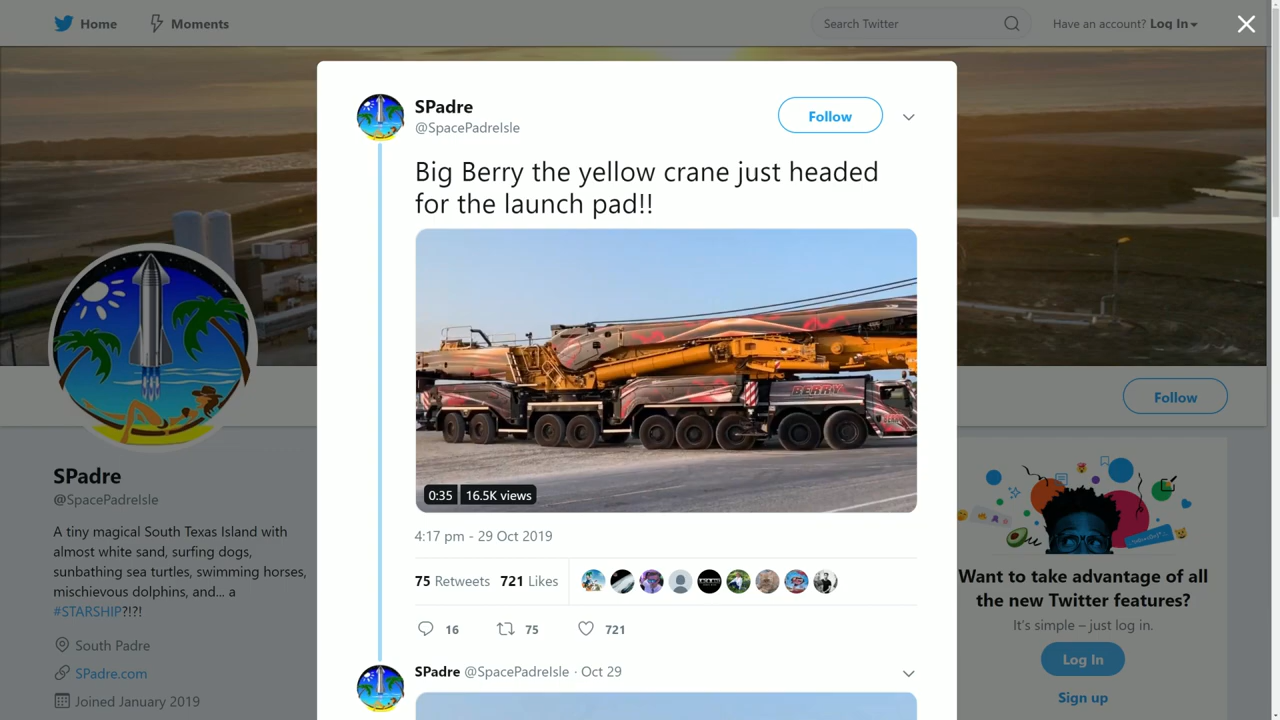 Home
Moments
Search Twitter
Have an account? Log In
SPadre
@SpacePadreIsle
Follow
Big Berry the yellow crane just headed
for the launch pad!!
BERRY
0:35
16.5K views
4:17 pm - 29 Oct 2019
75 Retweets 721 Likes
16
75
721
SPadre @SpacePadreIsle · Oct 29
SPadre
@SpacePadreIsle
A tiny magical South Texas Island with
almost white sand, surfing dogs,
sunbathing sea turtles, swimming horses,
mischievous dolphins, and... a
#STARSHIP?!?!
South Padre
SPadre.com
Joined January 2019
Follow
Want to take advantage of all
the new Twitter features?
It's simple – just log in.
Log In
Sign up